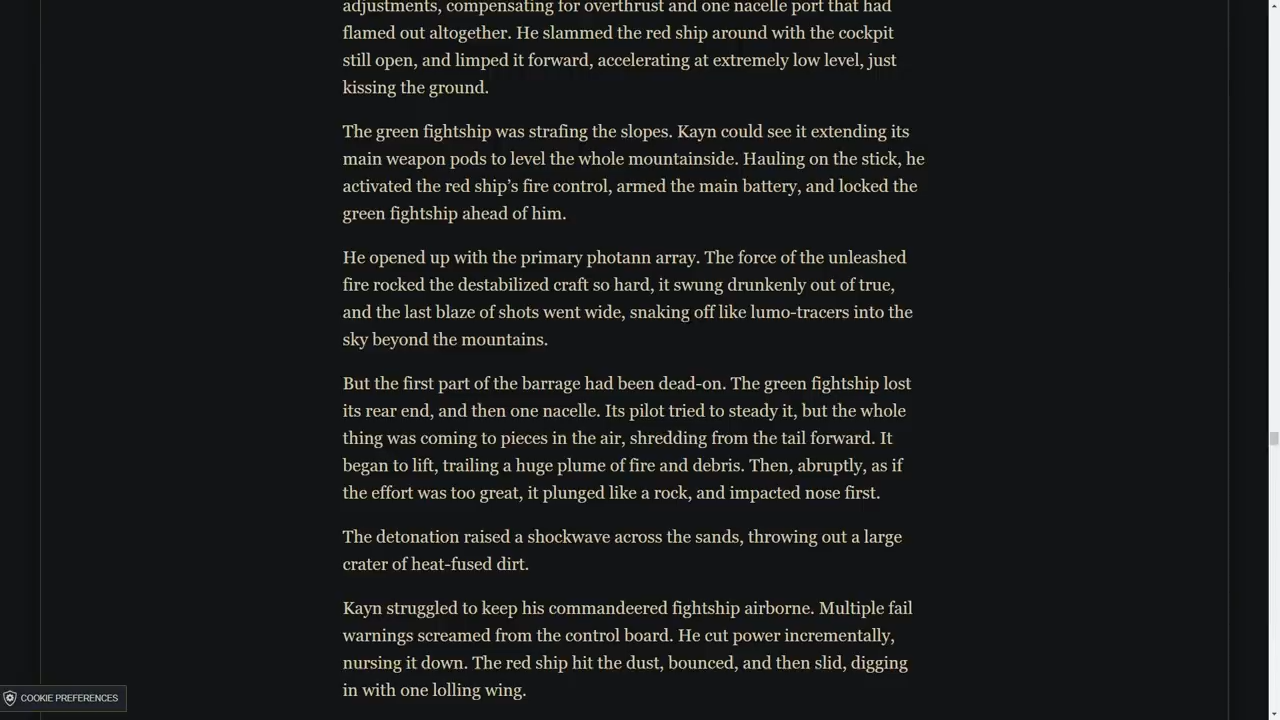 adjustments, compensating for overthrust and one nacelle port that had
flamed out altogether. He slammed the red ship around with the cockpit
still open, and limped it forward, accelerating at extremely low level, just
kissing the ground.
The green fightship was strafing the slopes. Kayn could see it extending its
main weapon pods to level the whole mountainside. Hauling on the stick, he
activated the red ship’s fire control, armed the main battery, and locked the
green fightship ahead of him.
He opened up with the primary photann array. The force of the unleashed
fire rocked the destabilized craft so hard, it swung drunkenly out of true,
and the last blaze of shots went wide, snaking off like lumo-tracers into the
sky beyond the mountains.
But the first part of the barrage had been dead-on. The green fightship lost
its rear end, and then one nacelle. Its pilot tried to steady it, but the whole
thing was coming to pieces in the air, shredding from the tail forward. It
began to lift, trailing a huge plume of fire and debris. Then, abruptly, as if
the effort was too great, it plunged like a rock, and impacted nose first.
The detonation raised a shockwave across the sands, throwing out a large
crater of heat-fused dirt.
Kayn struggled to keep his commandeered fightship airborne. Multiple fail
warnings screamed from the control board. He cut power incrementally,
nursing it down. The red ship hit the dust, bounced, and then slid, digging
in with one lolling wing.
COOKIE PREFERENCES